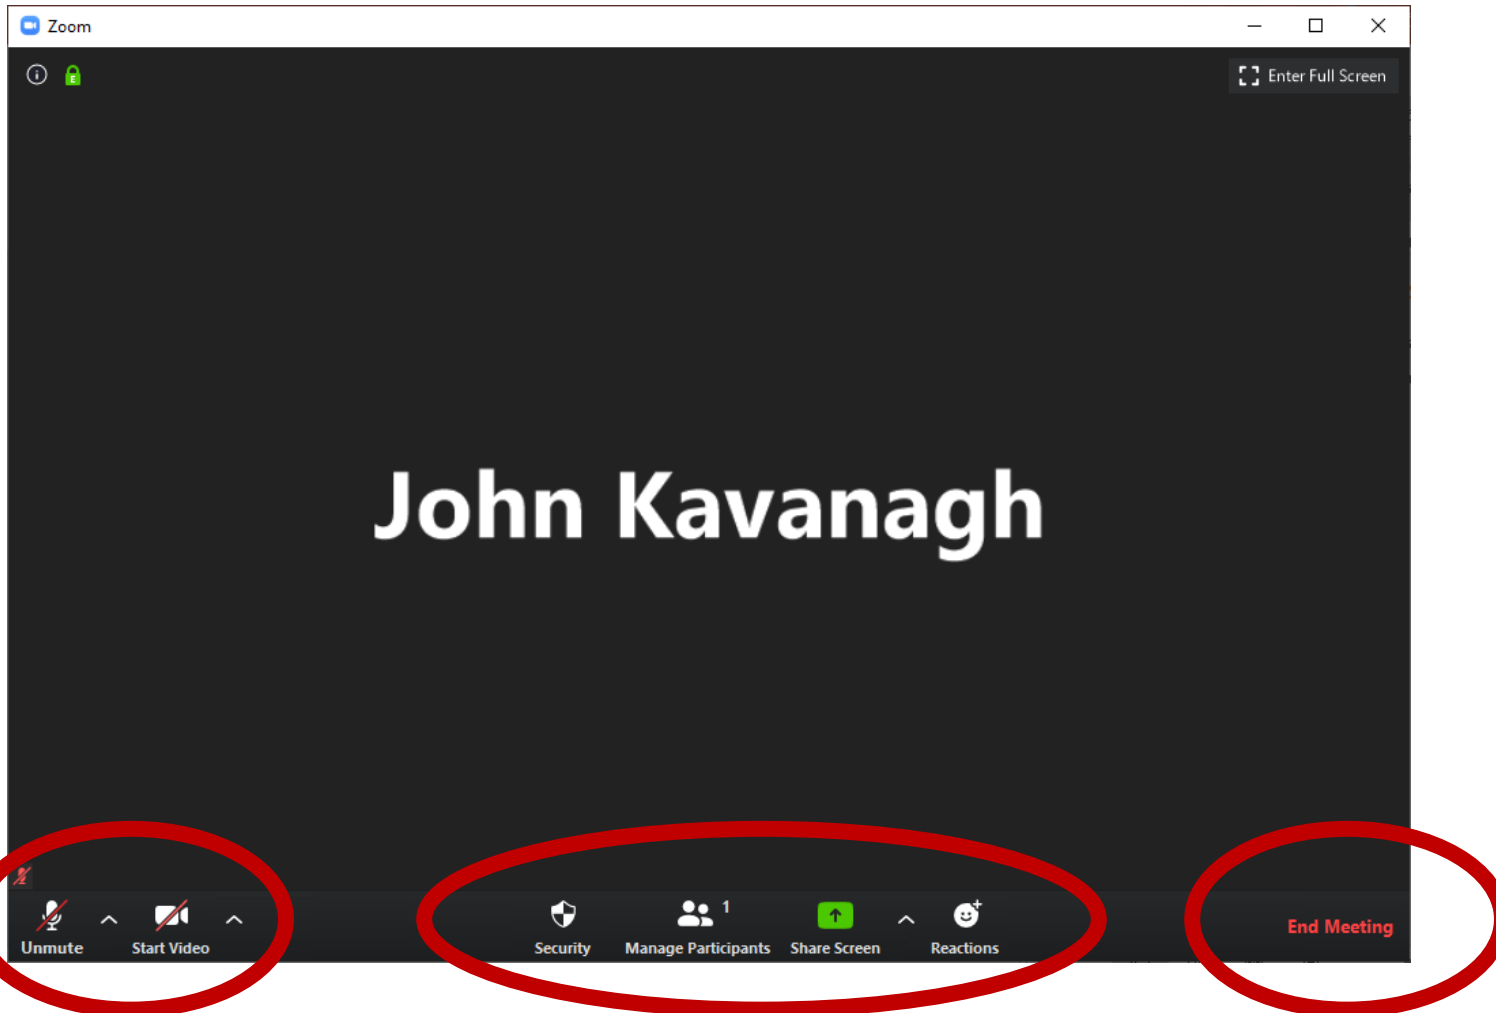 Zoom
Enter Full Screen
John Kavanagh
1
Unmute
Start Video
Security
Manage Participants
Share Screen
Reactions
End Meeting